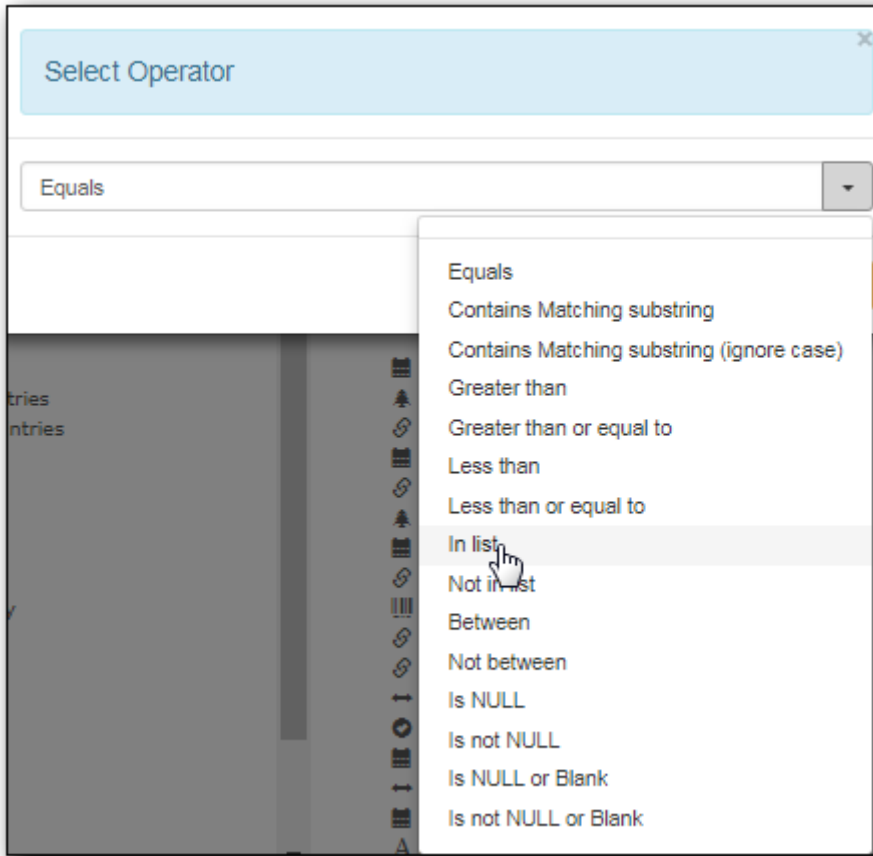 Select Operator
×
Equals
Equals
Contains Matching substring
Contains Matching substring (ignore case)
Greater than
Greater than or equal to
Less than
Less than or equal to
In list
Not in list
Between
Not between
Is NULL
Is not NULL
Is NULL or Blank
Is not NULL or Blank
tries
ntries
y
A